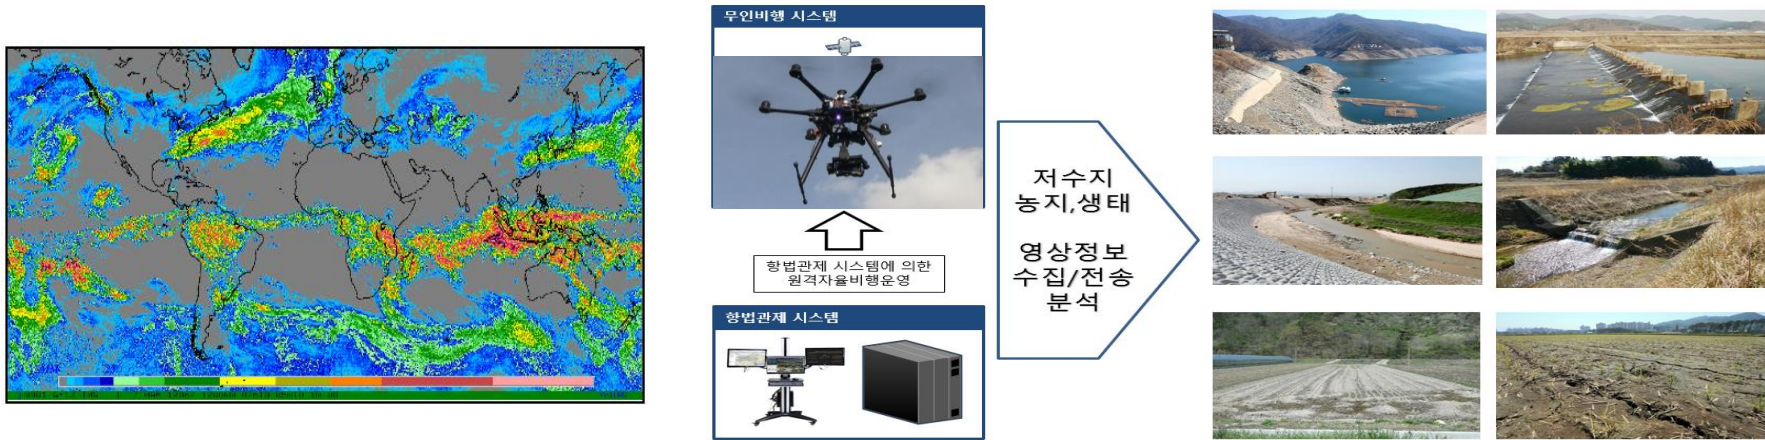 무인비행 시스템
항법관제 시스템에 의한
원격자율비행운영
항법관제 시스템
저수지
농지,생태
영상정보
수집/전송
분석